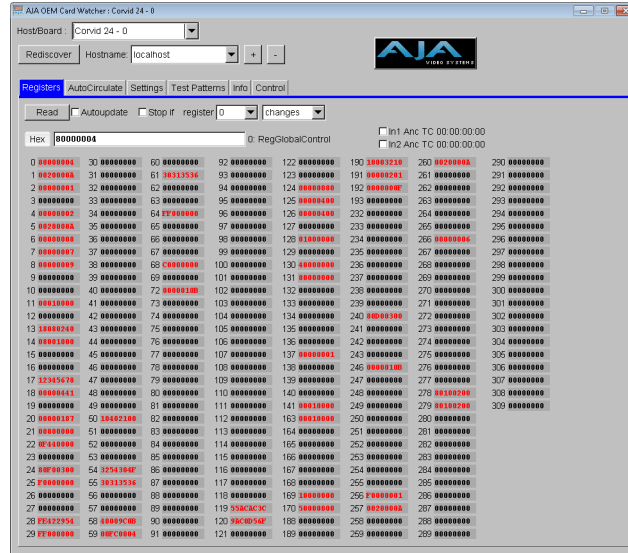 AJA OEM Card Watcher : Corvid 24 - 0
Host/Board : Corvid 24 - 0
Rediscover Hostname: localhost + -
AJA
VIDEO SYSTEMS
Registers AutoCirculate Settings Test Patterns Info Control
Read Autoupdate Stop if register 0 changes
In1 Anc TC 00:00:00:00
Hex 80000004 0: RegGlobalControl
In2 Anc TC 00:00:00:00
0 30 00000000 60 00000000 92 00000000 122 00000000 190 10003210 260 0020000A 290 00000000
1 0020000A 31 00000000 61 30313536 93 00000000 123 00000000 191 00000201 261 00000000 291 00000000
2 00000001 32 00000000 62 00000000 94 00000000 124 192 0000000F 262 00000000 292 00000000
3 00000000 33 00000000 63 00000000 95 00000000 125 00000400 193 00000000 263 00000000 293 00000000
4 00000002 34 00000000 64 FF000000 96 00000000 126 00000400 232 00000000 264 00000000 294 00000000
5 0020000A 35 00000000 65 00000000 97 00000000 127 00000000 233 00000000 265 00000000 295 00000000
6 36 00000000 66 00000000 98 00000000 128 01000000 234 00000000 266 00000006 296 00000000
7 00000007 37 00000000 67 00000000 99 00000000 129 00000000 235 00000000 267 00000000 297 00000000
8 00000009 38 00000000 68 C0000000 100 00000000 130 40000000 236 00000000 268 00000000 298 00000000
9 00000000 39 00000000 69 00000000 101 00000000 131 237 00000000 269 00000000 299 00000000
10 00000000 40 00000000 72 0000010B 102 00000000 132 00000000 238 00000000 270 00000000 300 00000000
11 00010000 41 00000000 73 00000000 103 00000000 133 00000000 239 00000000 271 00000000 301 00000000
12 00000000 42 00000000 74 00000000 104 00000000 134 00000000 240 80D00300 272 00000000 302 00000000
13 18080240 43 00000000 75 00000000 105 00000000 135 00000000 241 00000000 273 00000000 303 00000000
14 08001000 44 00000000 76 00000000 106 00000000 136 00000000 242 00000000 274 00000000 304 00000000
15 00000000 45 00000000 77 00000000 107 00000000 137 00000001 243 00000000 275 00000000 305 00000000
16 00000000 46 00000000 78 00000000 108 00000000 138 00000000 246 0000010B 276 00000000 306 00000000
17 12345678 47 00000000 79 00000000 109 00000000 139 00000000 247 00000000 277 00000000 308 00000000
18 00000441 48 00000000 81 00000000 110 00000000 140 00000000 248 00000000 278 00100200 308 00000000
19 00000000 49 00000000 80 00000000 111 00000000 141 00010000 249 00000000 279 00100200 309 00000000
20 00000107 50 10402100 82 00000000 112 00000000 163 00010000 250 00000000 280 00000000
21 51 00000000 83 00000000 113 00000000 164 00000000 251 00000000 281 00000000
22 0F440000 52 00000000 84 00000000 114 00000000 165 00000000 252 00000000 282 00000000
23 00000000 53 00000000 85 00000000 115 00000000 166 00000000 253 00000000 283 00000000
24 54 3254304F 86 00000000 116 00000000 167 00000000 254 00000000 284 00000000
25 F0000000 55 30313536 87 00000000 117 00000000 168 00000000 255 00000000 285 00000000
26 00000000 56 00000000 88 00000000 118 00000000 169 10000000 256 F0000001 286 00000000
27 00000000 57 00000000 89 00000000 119 55ACAC3C 170 50000000 257 0020000A 287 00000000
28 FE422954 58 40009C0B 90 00000000 120 9AC0D56F 188 00000000 258 00000000 288 00000000
29 FF000000 59 00FC0004 91 00000000 121 00000000 189 00000000 259 00000000 289 00000000